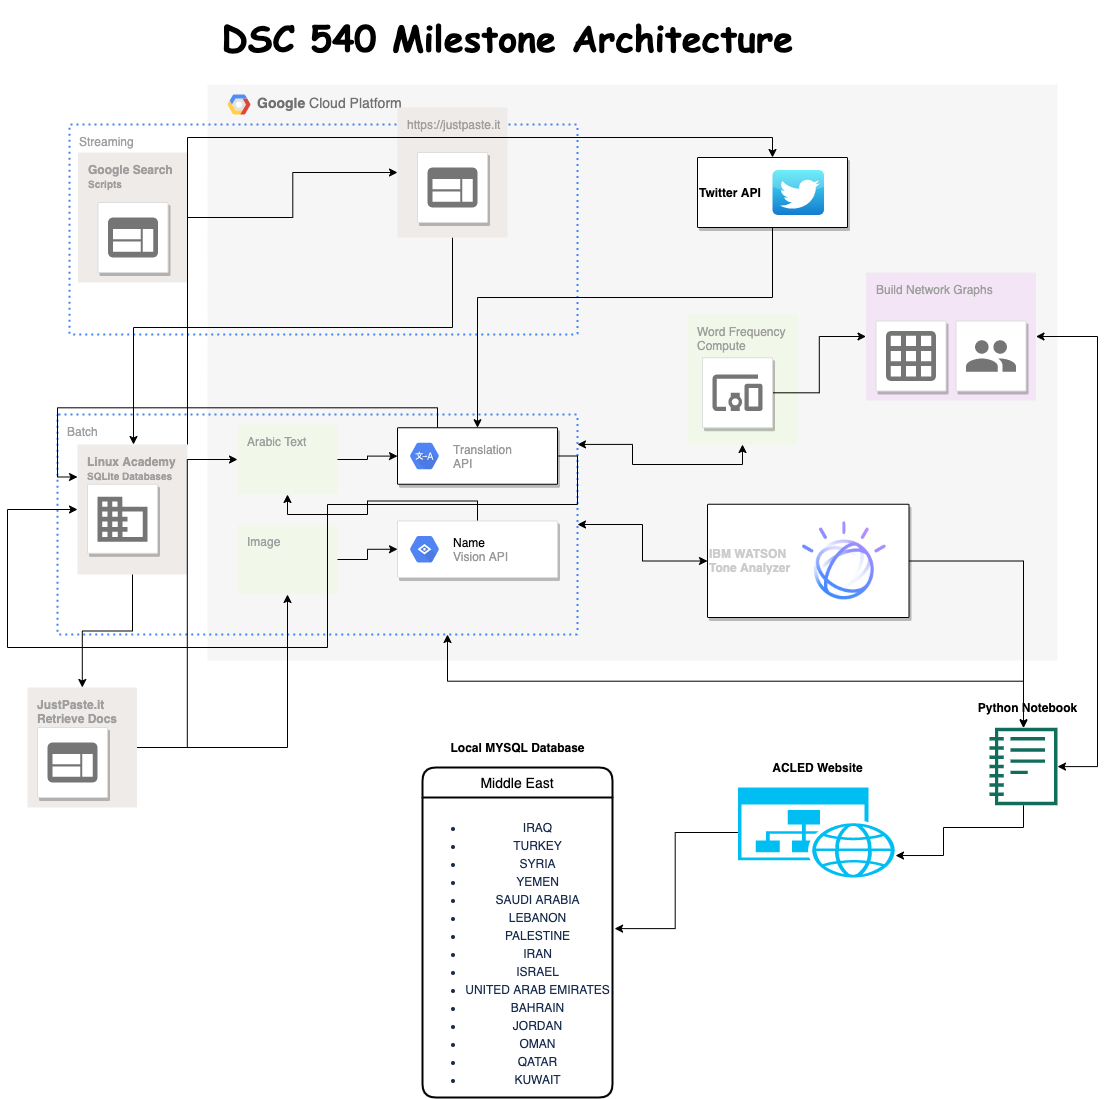 DSC 540 Milestone Architecture
Google Cloud Platform
https://justpaste.it
Streaming
Google Search
Scripts
Twitter API
Build Network Graphs
Word Frequency
Compute
Batch
Linux Academy
SQLite Databases
Arabic Text
Translation
API
Image
Name
Vision API
IBM WATSON
Tone Analyzer
JustPaste.it
Retrieve Docs
Python Notebook
Local MYSQL Database
ACLED Website
Middle East
IRAQ
TURKEY
SYRIA
YEMEN
SAUDI ARABIA
LEBANON
PALESTINE
IRAN
ISRAEL
UNITED ARAB EMIRATES
BAHRAIN
JORDAN
OMAN
QATAR
KUWAIT